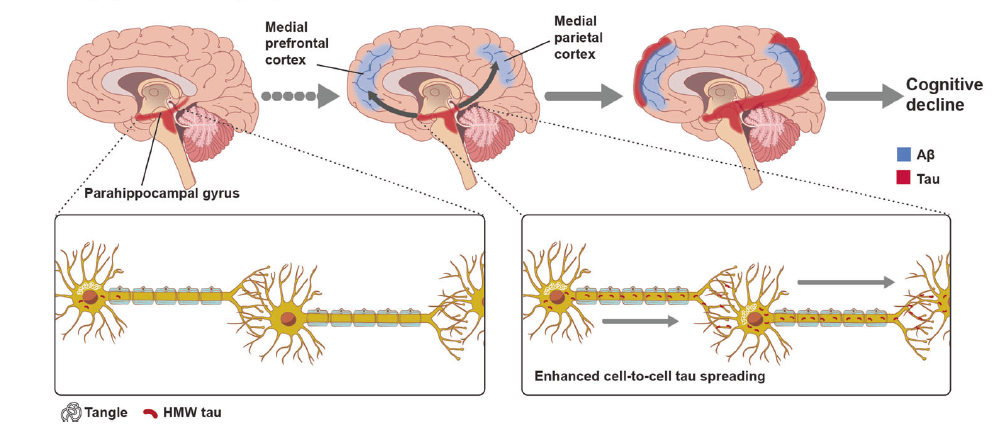 Medial
prefrontal
cortex
Medial
parietal
cortex
Cognitive
decline
Aβ
Tau
Parahippocampal gyrus
Enhanced cell-to-cell tau spreading
Tangle
HMW tau